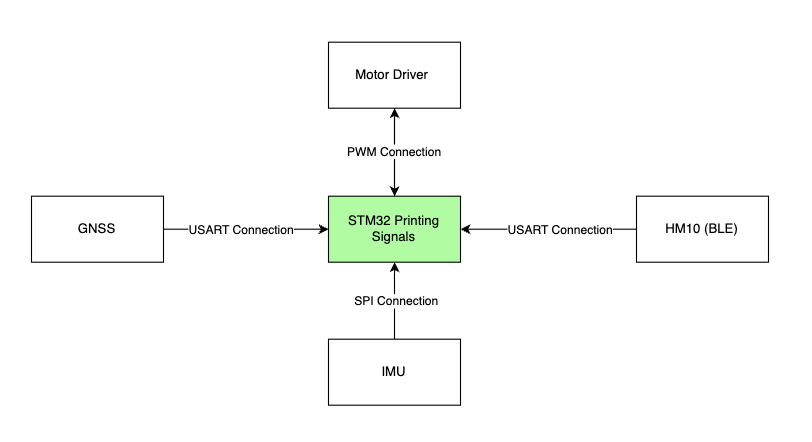 Motor Driver
PWM Connection
GNSS
USART Connection
STM32 Printing
Signals
USART Connection
HM10 (BLE)
SPI Connection
IMU